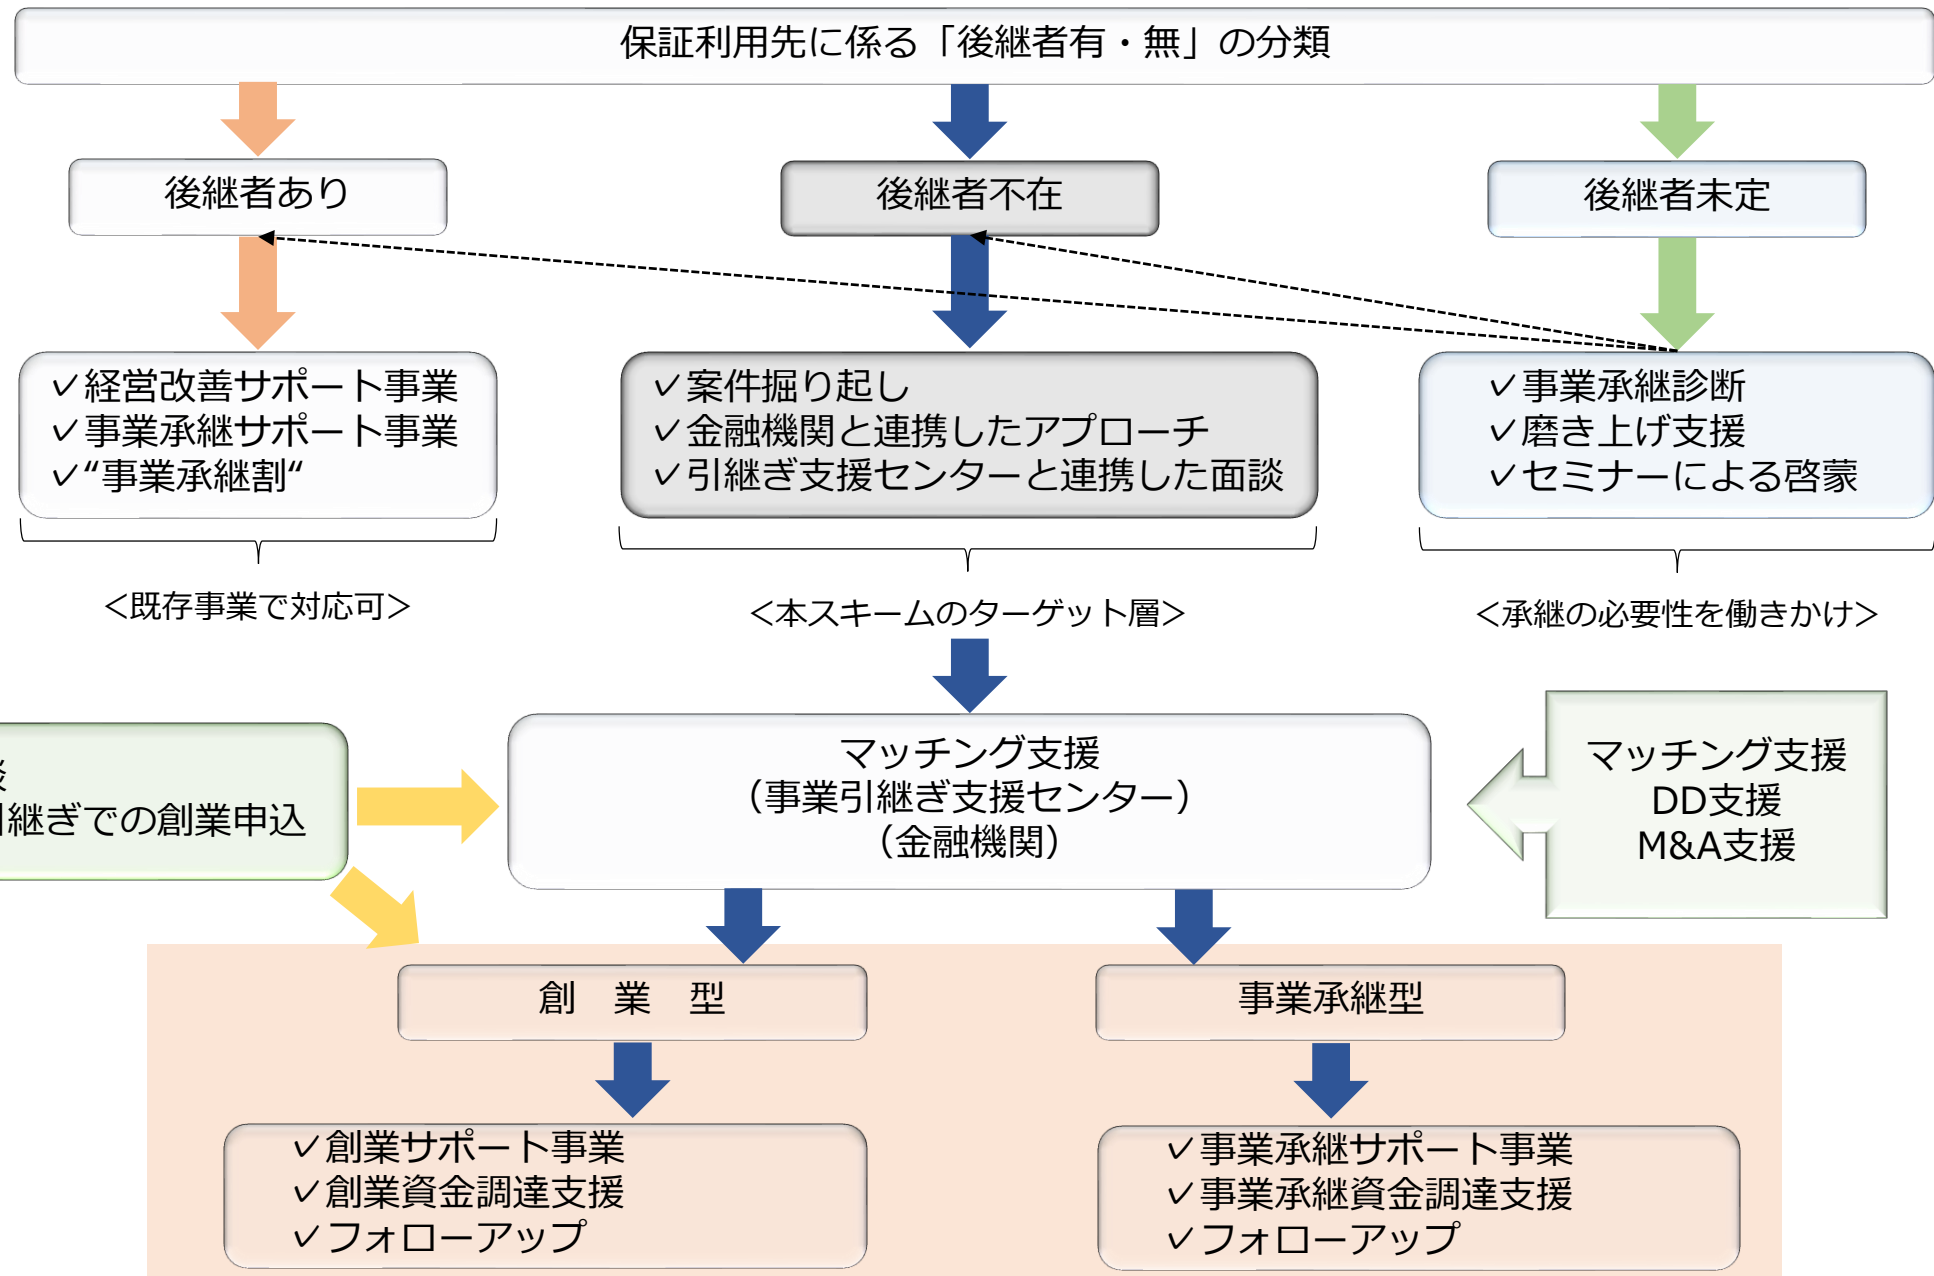 保証利用先に係る「後継者有・無」の分類
後継者あり
後継者不在
後継者未定
✓経営改善サポート事業
✓事業承継サポート事業
✓“事業承継割“
✓案件掘り起し
✓金融機関と連携したアプローチ
✓引継ぎ支援センターと連携した面談
✓事業承継診断
✓磨き上げ支援
✓セミナーによる啓蒙
＜既存事業で対応可＞
＜本スキームのターゲット層＞
＜承継の必要性を働きかけ＞
継ぎでの創業申込
マッチング支援
（事業引継ぎ支援センター）
（金融機関）
マッチング支援
DD支援
M&A支援
創　業　型
事業承継型
✓創業サポート事業
✓創業資金調達支援
✓フォローアップ
✓事業承継サポート事業
✓事業承継資金調達支援
✓フォローアップ